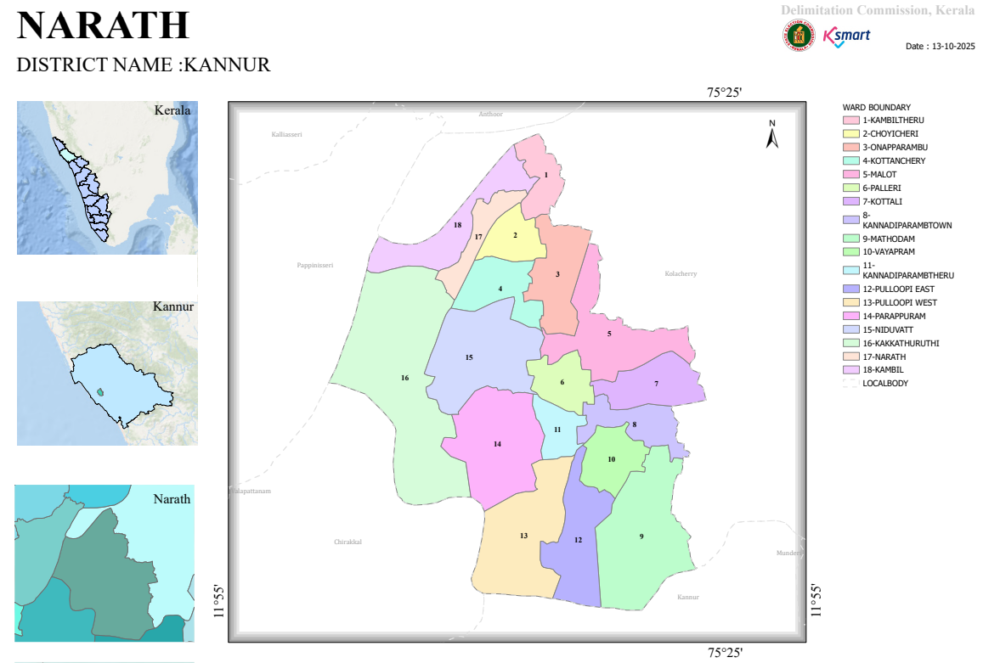 NARATH
DISTRICT NAME :KANNUR
Delimitation Commission, Kerala
Ksmart
Date : 13-10-2025
Kerala
Kannur
Narath
75°25'
Anthoor
Kalliasseri
N
1
18
17
2
Pappinisseri
3
Kolacherry
4
5
15
16
6
7
8
11
14
10
Valapattanam
13
12
9
Chirakkal
Munderi
Kannur
11°55'
11°55'
75°25'
WARD BOUNDARY
1-KAMBILTHERU
2-CHOYICHERI
3-ONAPPARAMBU
4-KOTTANCHERY
5-MALOT
6-PALLERI
7-KOTTALI
8-
KANNADIPARAMBTOWN
9-MATHODAM
10-VAYAPRAM
11-
KANNADIPARAMBTHERU
12-PULLOOPI EAST
13-PULLOOPI WEST
14-PARAPPURAM
15-NIDUVATT
16-KAKKATHURUTHI
17-NARATH
18-KAMBIL
LOCALBODY